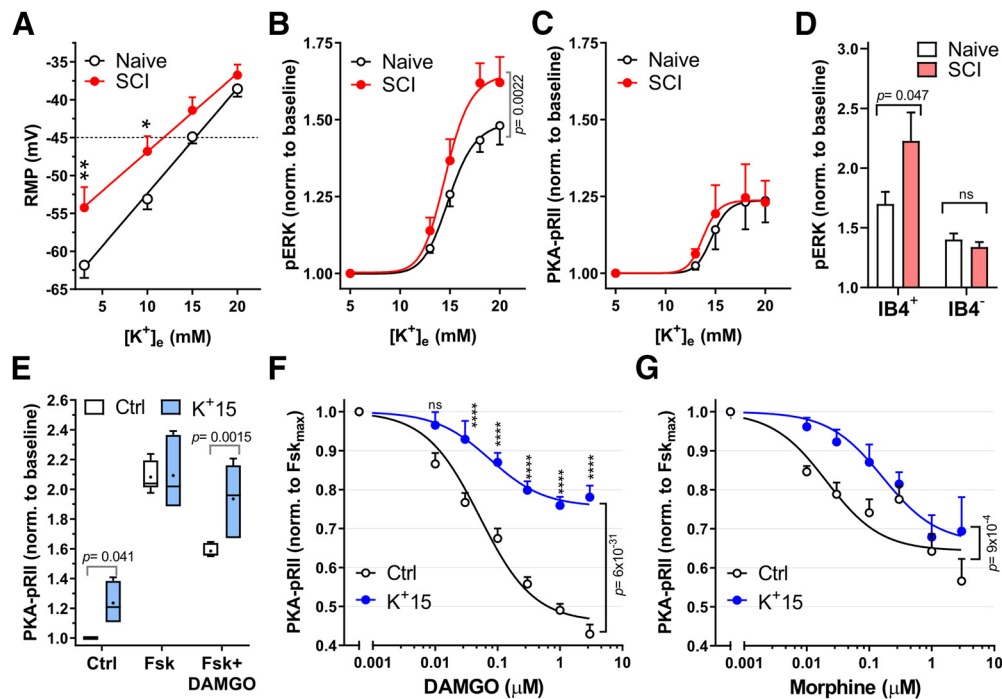 A
Naive
SCI
RMP (mV)
-35
-40
-45
-50
-55
-60
-65
**
*
5
10
15
20
[K⁺]ₑ (mM)
B
Naive
SCI
pERK (norm. to baseline)
1.75
1.50
1.25
1.00
p= 0.0022
5
10
15
20
[K⁺]ₑ (mM)
C
Naive
SCI
PKA-pRII (norm. to baseline)
1.75
1.50
1.25
1.00
5
10
15
20
[K⁺]ₑ (mM)
D
Naive
SCI
pERK (norm. to baseline)
3.0
2.5
2.0
1.5
1.0
p= 0.047
ns
IB4⁺
IB4⁻
E
Ctrl
K⁺15
PKA-pRII (norm. to baseline)
2.6
2.4
2.2
2.0
1.8
1.6
1.4
1.2
1.0
p= 0.041
p= 0.0015
Ctrl
Fsk
Fsk+
DAMGO
F
PKA-pRII (norm. to Fskₘₐₓ)
1.0
0.9
0.8
0.7
0.6
0.5
0.4
ns
****
****
****
****
****
p= 6x10⁻³¹
Ctrl
K⁺15
0.001
0.01
0.1
1
10
DAMGO (µM)
G
PKA-pRII (norm. to Fskₘₐₓ)
1.0
0.9
0.8
0.7
0.6
0.5
0.4
p= 9x10⁻⁴
Ctrl
K⁺15
0.001
0.01
0.1
1
10
Morphine (µM)